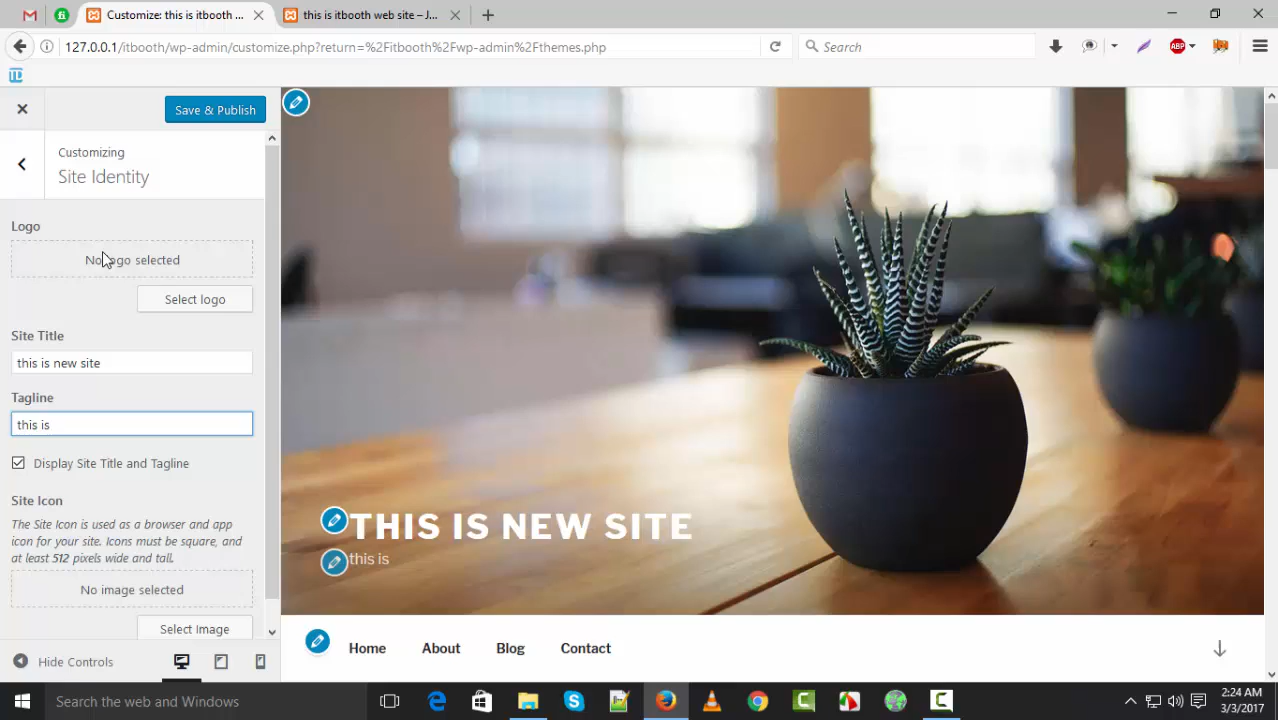 Customize: this is itbooth ...
this is itbooth web site – J...
127.0.0.1/itbooth/wp-admin/customize.php?return=%2Fitbooth%2Fwp-admin%2Fthemes.php
Search
ABP
Save & Publish
Customizing
Site Identity
Logo
No logo selected
Select logo
Site Title
this is new site
Tagline
this is
Display Site Title and Tagline
Site Icon
The Site Icon is used as a browser and app
icon for your site. Icons must be square, and
at least 512 pixels wide and tall.
No image selected
Select Image
Hide Controls
THIS IS NEW SITE
this is
Home
About
Blog
Contact
Search the web and Windows
2:24 AM
3/3/2017